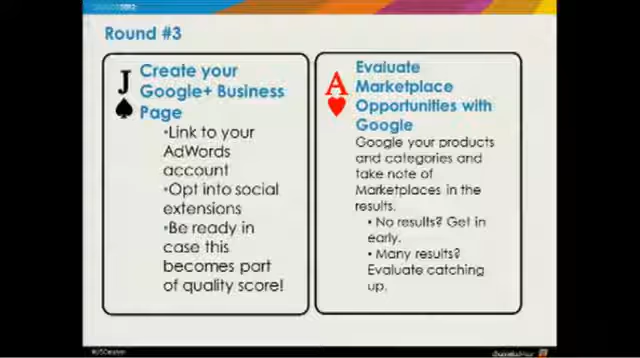 Round #3
J
Create your
Google+ Business
Page
•Link to your
AdWords
account
•Opt into social
extensions
•Be ready in
case this
becomes part
of quality score!
A
Evaluate
Marketplace
Opportunities with
Google
Google your products
and categories and
take note of
Marketplaces in the
results.
• No results? Get in
early.
• Many results?
Evaluate catching
up.